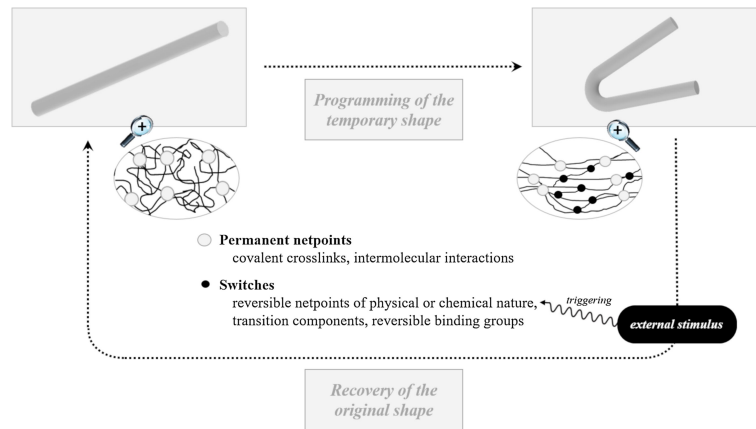 Programming of the
temporary shape
Permanent netpoints
covalent crosslinks, intermolecular interactions
Switches
reversible netpoints of physical or chemical nature,
transition components, reversible binding groups
triggering
external stimulus
Recovery of the
original shape